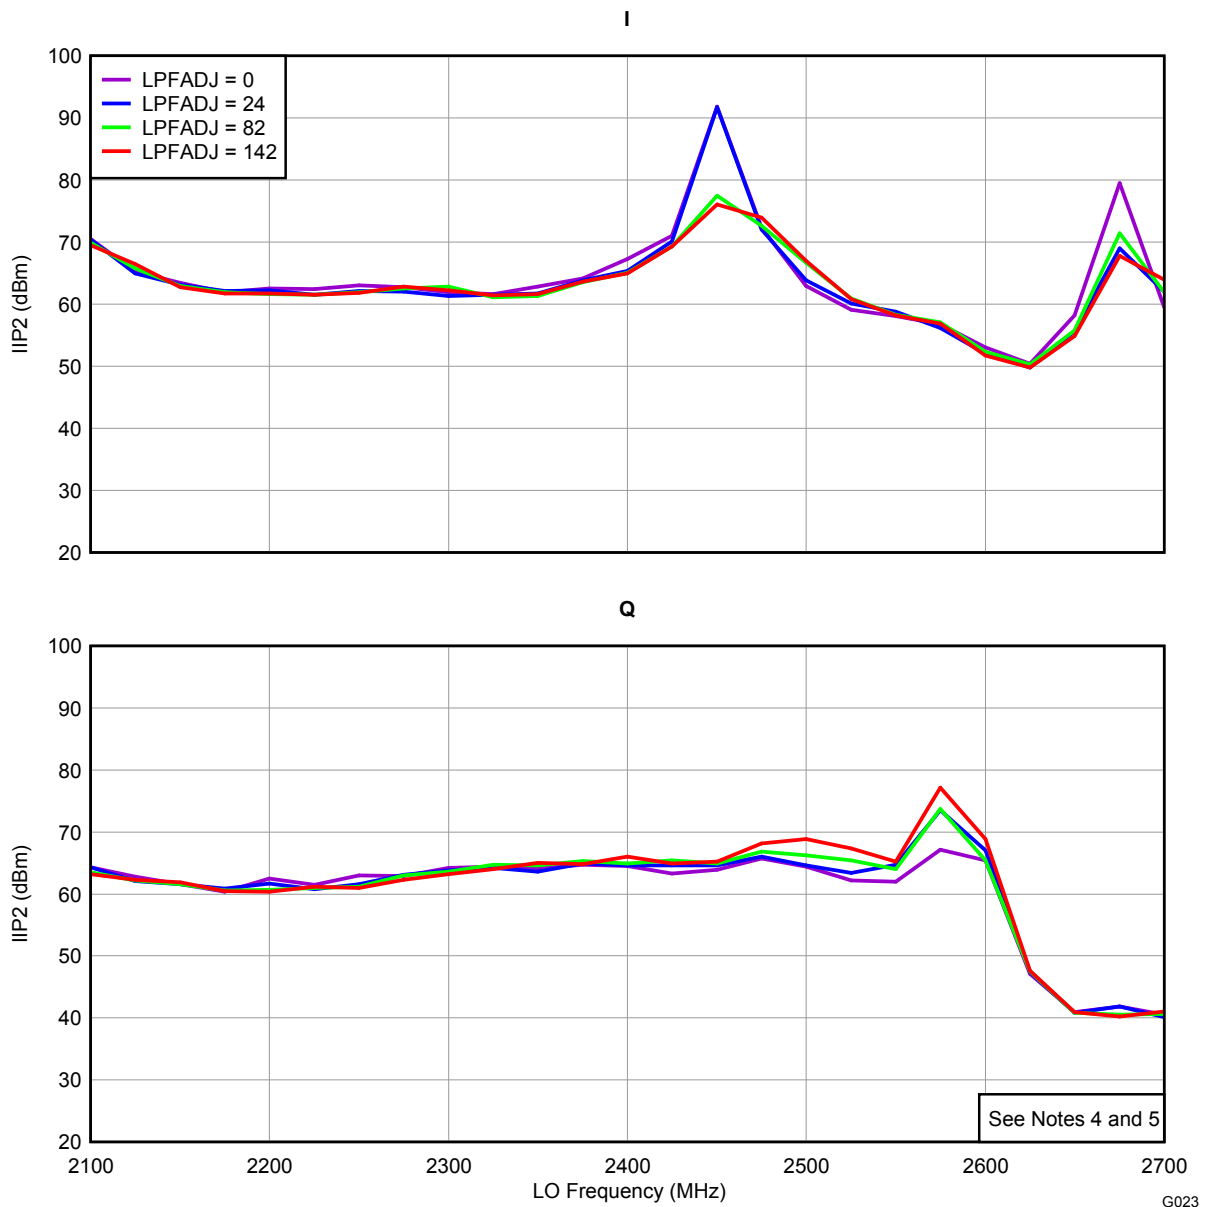 I
100
90
80
70
60
50
40
30
20
IIP2 (dBm)
LPFADJ = 0
LPFADJ = 24
LPFADJ = 82
LPFADJ = 142
Q
100
90
80
70
60
50
40
30
20
IIP2 (dBm)
See Notes 4 and 5
2100 2200 2300 2400 2500 2600 2700
LO Frequency (MHz)
G023